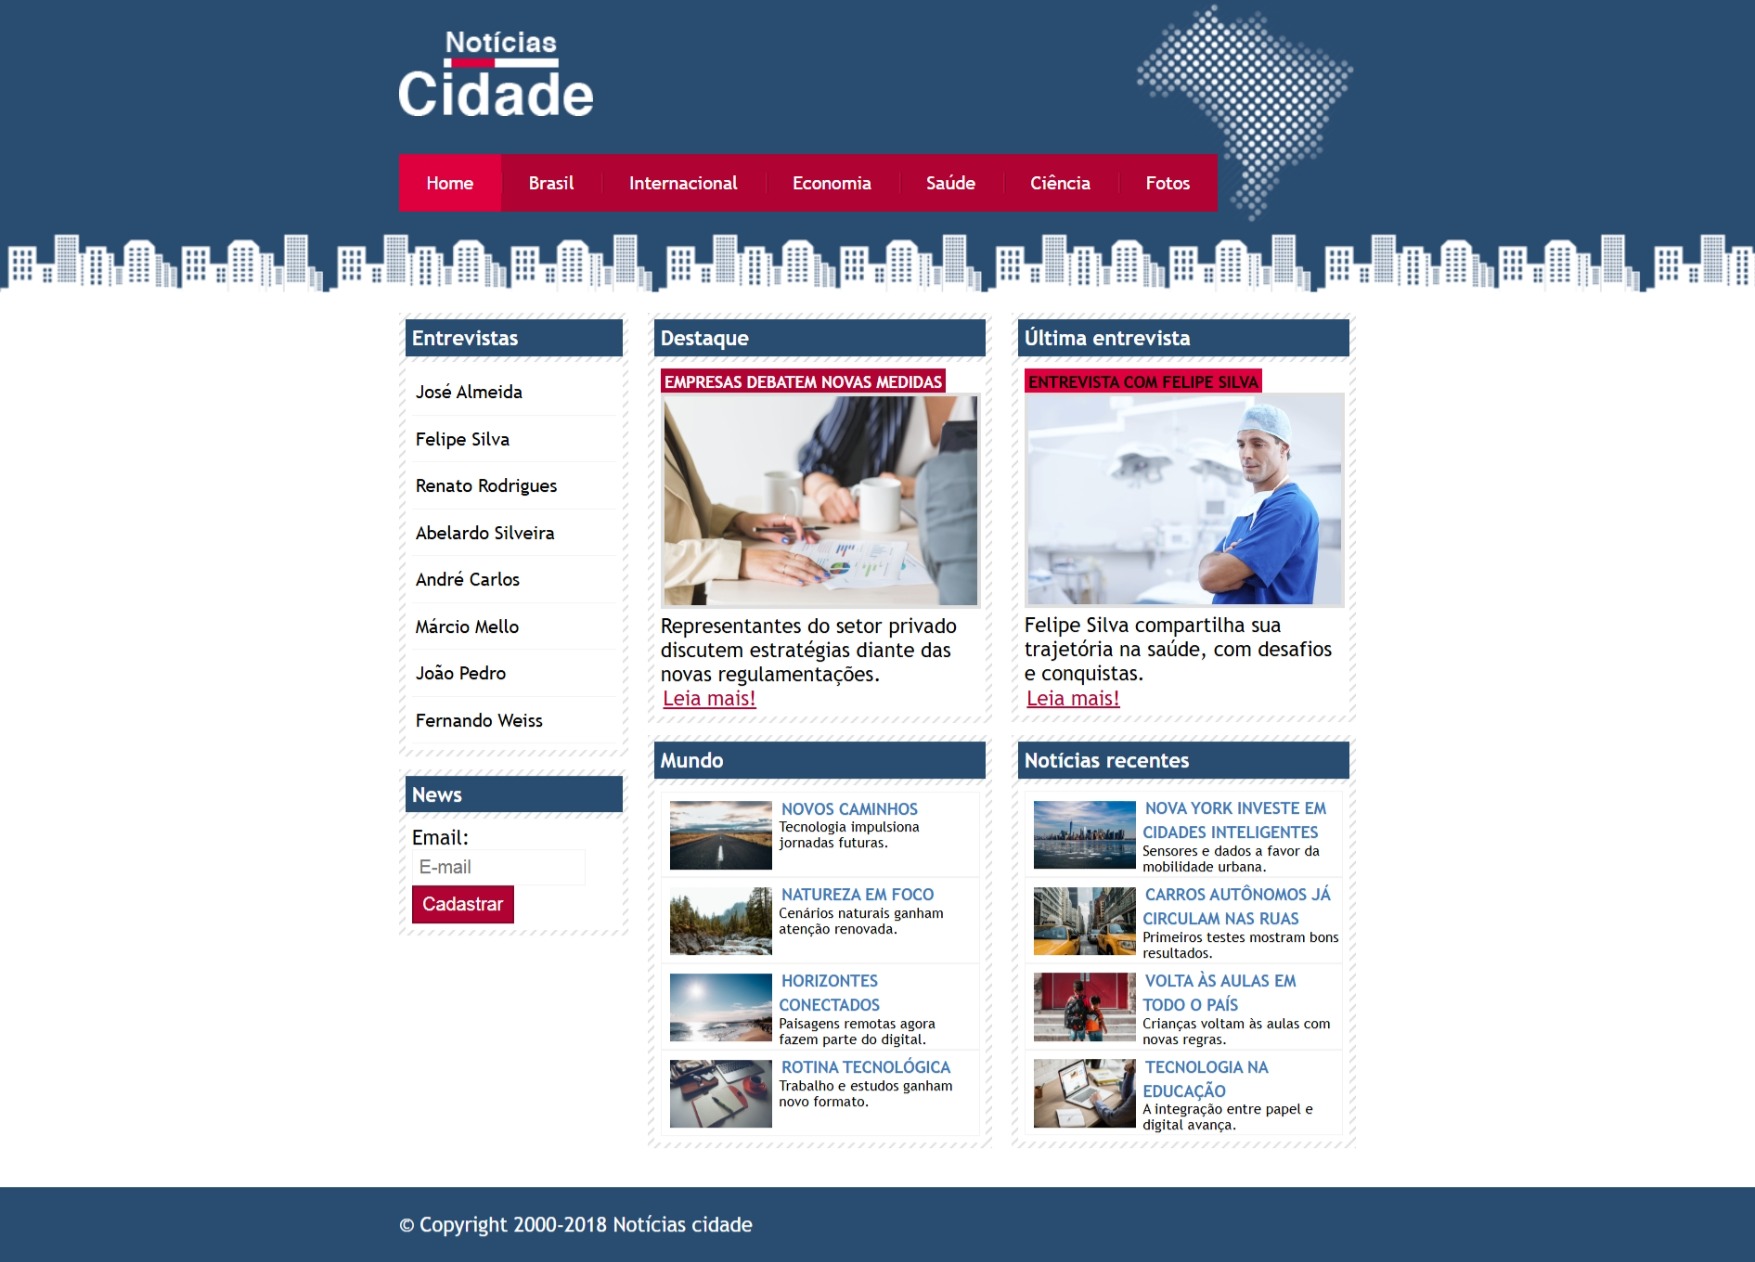 Notícias
Cidade
Home
Brasil
Internacional
Economia
Saúde
Ciência
Fotos
Entrevistas
José Almeida
Felipe Silva
Renato Rodrigues
Abelardo Silveira
André Carlos
Márcio Mello
João Pedro
Fernando Weiss
News
Email:
E-mail
Cadastrar
Destaque
EMPRESAS DEBATEM NOVAS MEDIDAS
Representantes do setor privado
discutem estratégias diante das
novas regulamentações.
Leia mais!
Última entrevista
ENTREVISTA COM FELIPE SILVA
Felipe Silva compartilha sua
trajetória na saúde, com desafios
e conquistas.
Leia mais!
Mundo
NOVOS CAMINHOS
Tecnologia impulsiona
jornadas futuras.
NATUREZA EM FOCO
Cenários naturais ganham
atenção renovada.
HORIZONTES
CONECTADOS
Paisagens remotas agora
fazem parte do digital.
ROTINA TECNOLÓGICA
Trabalho e estudos ganham
novo formato.
Notícias recentes
NOVA YORK INVESTE EM
CIDADES INTELIGENTES
Sensores e dados a favor da
mobilidade urbana.
CARROS AUTÔNOMOS JÁ
CIRCULAM NAS RUAS
Primeiros testes mostram bons
resultados.
VOLTA ÀS AULAS EM
TODO O PAÍS
Crianças voltam às aulas com
novas regras.
TECNOLOGIA NA
EDUCAÇÃO
A integração entre papel e
digital avança.
© Copyright 2000-2018 Notícias cidade